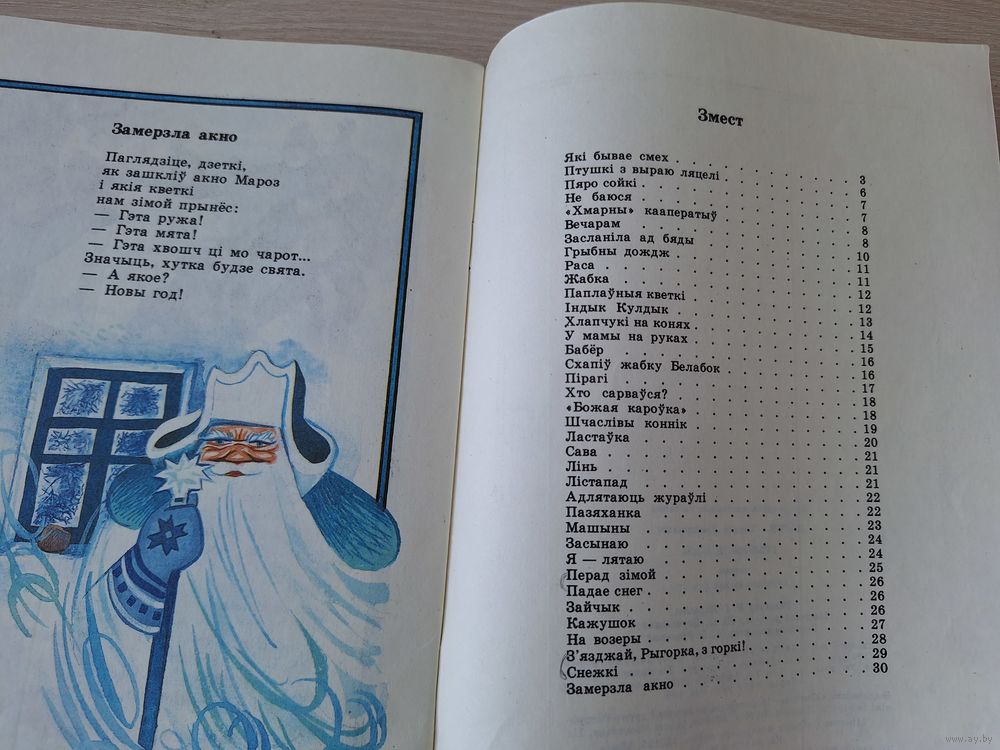 Замерзла акно
Паглядзіце, дзеткі,
як зашкліў акно Мароз
і якія кветкі
нам зімой прынёс:
— Гэта ружа!
— Гэта мята!
— Гэта хвошч ці мо чарот...
Значыць, хутка будзе свята.
— А якое?
— Новы год!
Змест
Які бывае смех . . . . . 3
Птушкі з выраю ляцелі . . . . . 6
Пяро сойкі . . . . . 7
Не баюся . . . . . 7
«Хмарны» кааператыў . . . . . 8
Вечарам . . . . . 8
Засланіла ад бяды . . . . . 10
Грыбны дождж . . . . . 11
Раса . . . . . 11
Жабка . . . . . 12
Паплаўныя кветкі . . . . . 12
Індык Кулдык . . . . . 13
Хлапчукі на конях . . . . . 14
У мамы на руках . . . . . 15
Бабёр . . . . . 16
Схапіў жабку Белабок . . . . . 16
Пірагі . . . . . 17
Хто сарваўся? . . . . . 18
«Божая кароўка» . . . . . 18
Шчаслівы коннік . . . . . 19
Ластаўка . . . . . 20
Сава . . . . . 21
Лінь . . . . . 21
Лістапад . . . . . 21
Адлятаюць жураўлі . . . . . 22
Пазяханка . . . . . 22
Машыны . . . . . 23
Засынаю . . . . . 24
Я — лятаю . . . . . 24
Перад зімой . . . . . 25
Падае снег . . . . . 26
Зайчык . . . . . 26
Кажушок . . . . . 26
На возеры . . . . . 27
З'язджай, Рыгорка, з горкі! . . . . . 28
Снежкі . . . . . 29
Замерзла акно . . . . . 30
www.ay.by